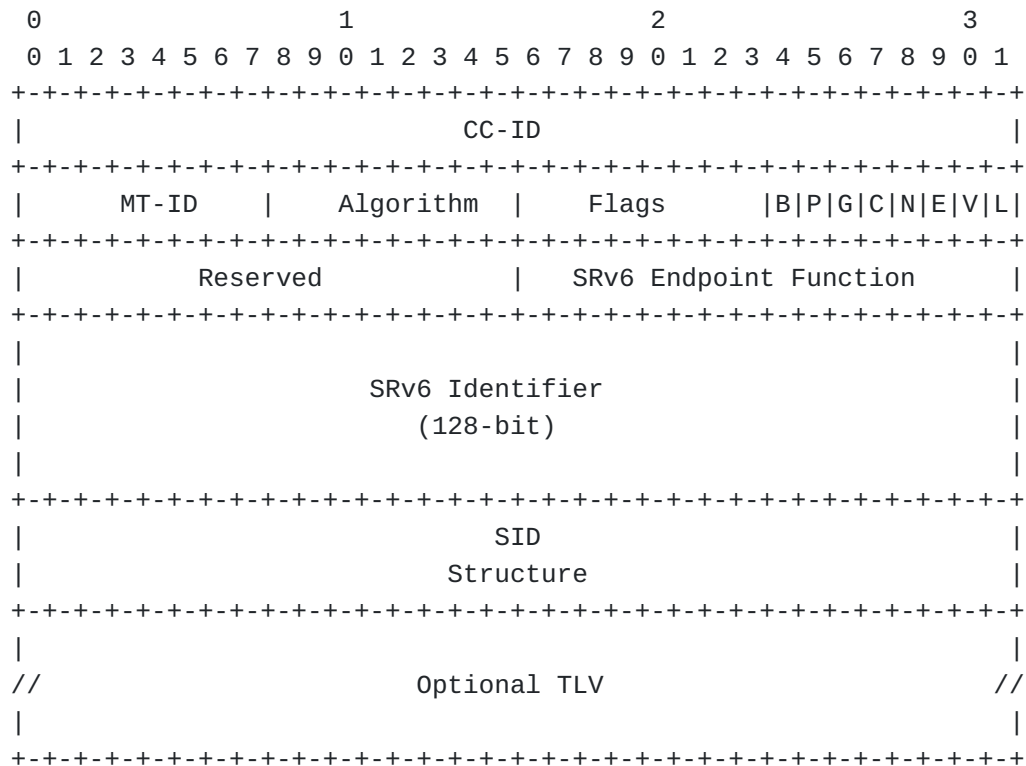 0                   1                   2                   3
 0 1 2 3 4 5 6 7 8 9 0 1 2 3 4 5 6 7 8 9 0 1 2 3 4 5 6 7 8 9 0 1
+-+-+-+-+-+-+-+-+-+-+-+-+-+-+-+-+-+-+-+-+-+-+-+-+-+-+-+-+-+-+-+-+
|                            CC-ID                              |
+-+-+-+-+-+-+-+-+-+-+-+-+-+-+-+-+-+-+-+-+-+-+-+-+-+-+-+-+-+-+-+-+
|      MT-ID    |    Algorithm  |    Flags      |B|P|G|C|N|E|V|L|
+-+-+-+-+-+-+-+-+-+-+-+-+-+-+-+-+-+-+-+-+-+-+-+-+-+-+-+-+-+-+-+-+
|           Reserved            |   SRv6 Endpoint Function      |
+-+-+-+-+-+-+-+-+-+-+-+-+-+-+-+-+-+-+-+-+-+-+-+-+-+-+-+-+-+-+-+-+
|                                                               |
|                      SRv6 Identifier                          |
|                         (128-bit)                             |
|                                                               |
+-+-+-+-+-+-+-+-+-+-+-+-+-+-+-+-+-+-+-+-+-+-+-+-+-+-+-+-+-+-+-+-+
|                              SID                              |
|                           Structure                           |
+-+-+-+-+-+-+-+-+-+-+-+-+-+-+-+-+-+-+-+-+-+-+-+-+-+-+-+-+-+-+-+-+
|                                                               |
//                        Optional TLV                         //
|                                                               |
+-+-+-+-+-+-+-+-+-+-+-+-+-+-+-+-+-+-+-+-+-+-+-+-+-+-+-+-+-+-+-+-+